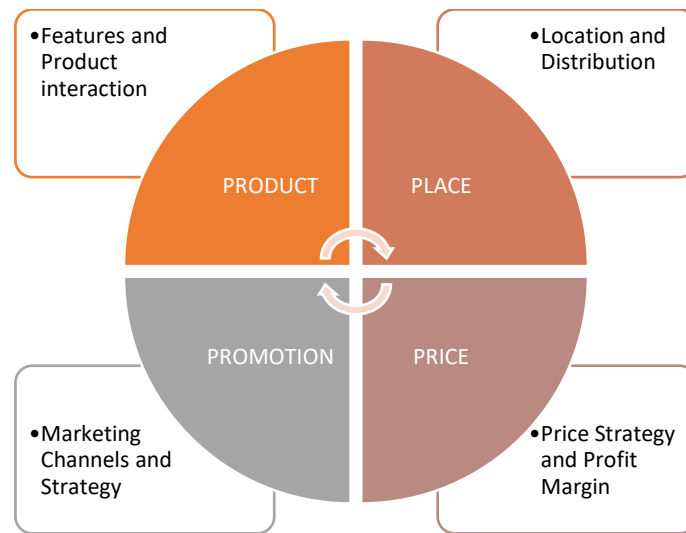 •Features and
Product
interaction
•Location and
Distribution
PRODUCT
PLACE
PROMOTION
PRICE
•Marketing
Channels and
Strategy
•Price Strategy
and Profit
Margin